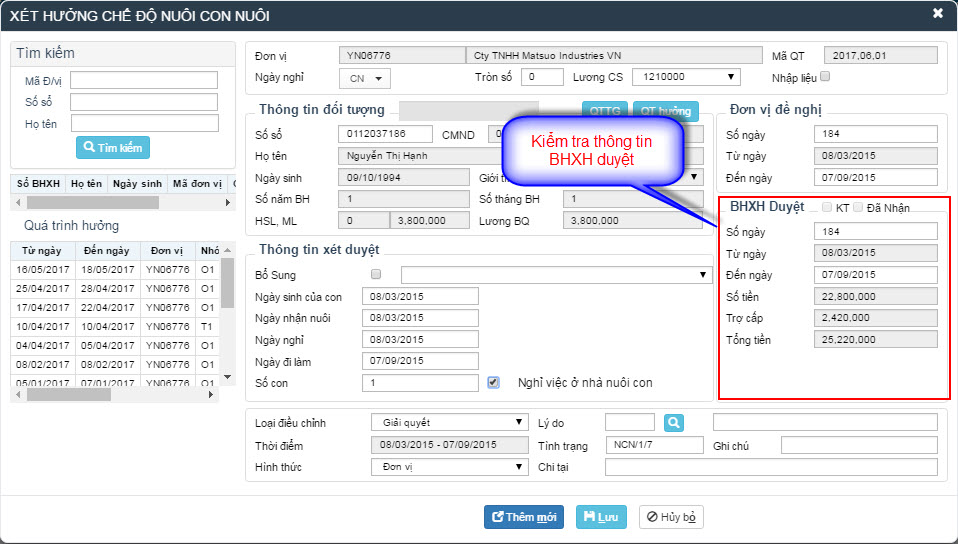 XÉT HƯỞNG CHẾ ĐỘ NUÔI CON NUÔI
Tìm kiếm
Mã Đ/vị
Số sổ
Họ tên
Tìm kiếm
Số BHXH Họ tên Ngày sinh Mã đơn vị
Quá trình hưởng
Từ ngày Đến ngày Đơn vị Nhó
16/05/2017 18/05/2017 YN06776 O1
25/04/2017 28/04/2017 YN06776 O1
17/04/2017 22/04/2017 YN06776 O1
10/04/2017 10/04/2017 YN06776 T1
04/04/2017 05/04/2017 YN06776 O1
08/02/2017 08/02/2017 YN06776 O1
05/01/2017 07/01/2017 YN06776 O1
Đơn vị YN06776 Cty TNHH Matsuo Industries VN Mã QT 2017,06,01
Ngày nghỉ CN Tròn số 0 Lương CS 1210000 Nhập liệu
Thông tin đối tượng QTTG QT hưởng
Số sổ 0112037186 CMND
Họ tên Nguyễn Thị Hạnh
Ngày sinh 09/10/1994 Giới
Số năm BH 1 Số tháng BH 1
HSL, ML 0 3,800,000 Lương BQ 3,800,000
Kiểm tra thông tin
BHXH duyệt
Đơn vị đề nghị
Số ngày 184
Từ ngày 08/03/2015
Đến ngày 07/09/2015
BHXH Duyệt KT Đã Nhận
Số ngày 184
Từ ngày 08/03/2015
Đến ngày 07/09/2015
Số tiền 22,800,000
Trợ cấp 2,420,000
Tổng tiền 25,220,000
Thông tin xét duyệt
Bổ Sung
Ngày sinh của con 08/03/2015
Ngày nhận nuôi 08/03/2015
Ngày nghỉ 08/03/2015
Ngày đi làm 07/09/2015
Số con 1 Nghỉ việc ở nhà nuôi con
Loại điều chỉnh Giải quyết Lý do
Thời điểm 08/03/2015 - 07/09/2015 Tình trạng NCN/1/7 Ghi chú
Hình thức Đơn vị Chi tại
Thêm mới Lưu Hủy bỏ